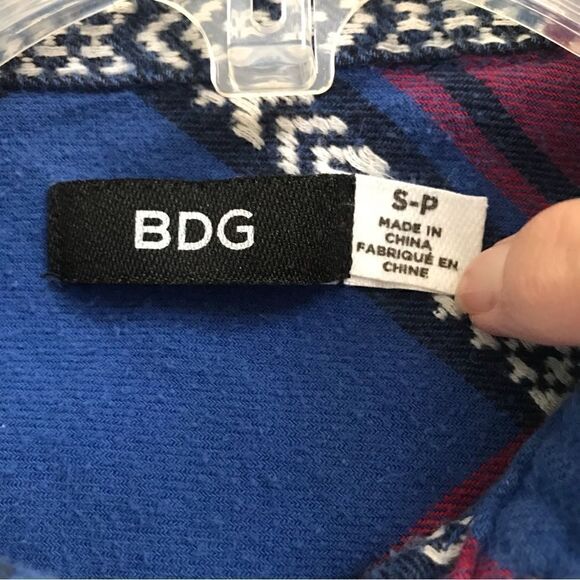 BDG
S-P
MADE IN
CHINA
FABRIQUÉ EN
CHINE